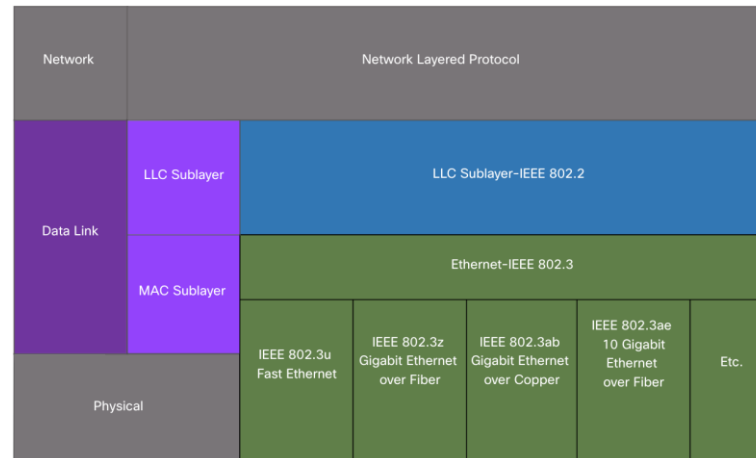 Network
Network Layered Protocol
LLC Sublayer
LLC Sublayer-IEEE 802.2
Data Link
MAC Sublayer
Ethernet-IEEE 802.3
IEEE 802.3u
Fast Ethernet
IEEE 802.3z
Gigabit Ethernet
over Fiber
IEEE 802.3ab
Gigabit Ethernet
over Copper
IEEE 802.3ae
10 Gigabit
Ethernet
over Fiber
Etc.
Physical